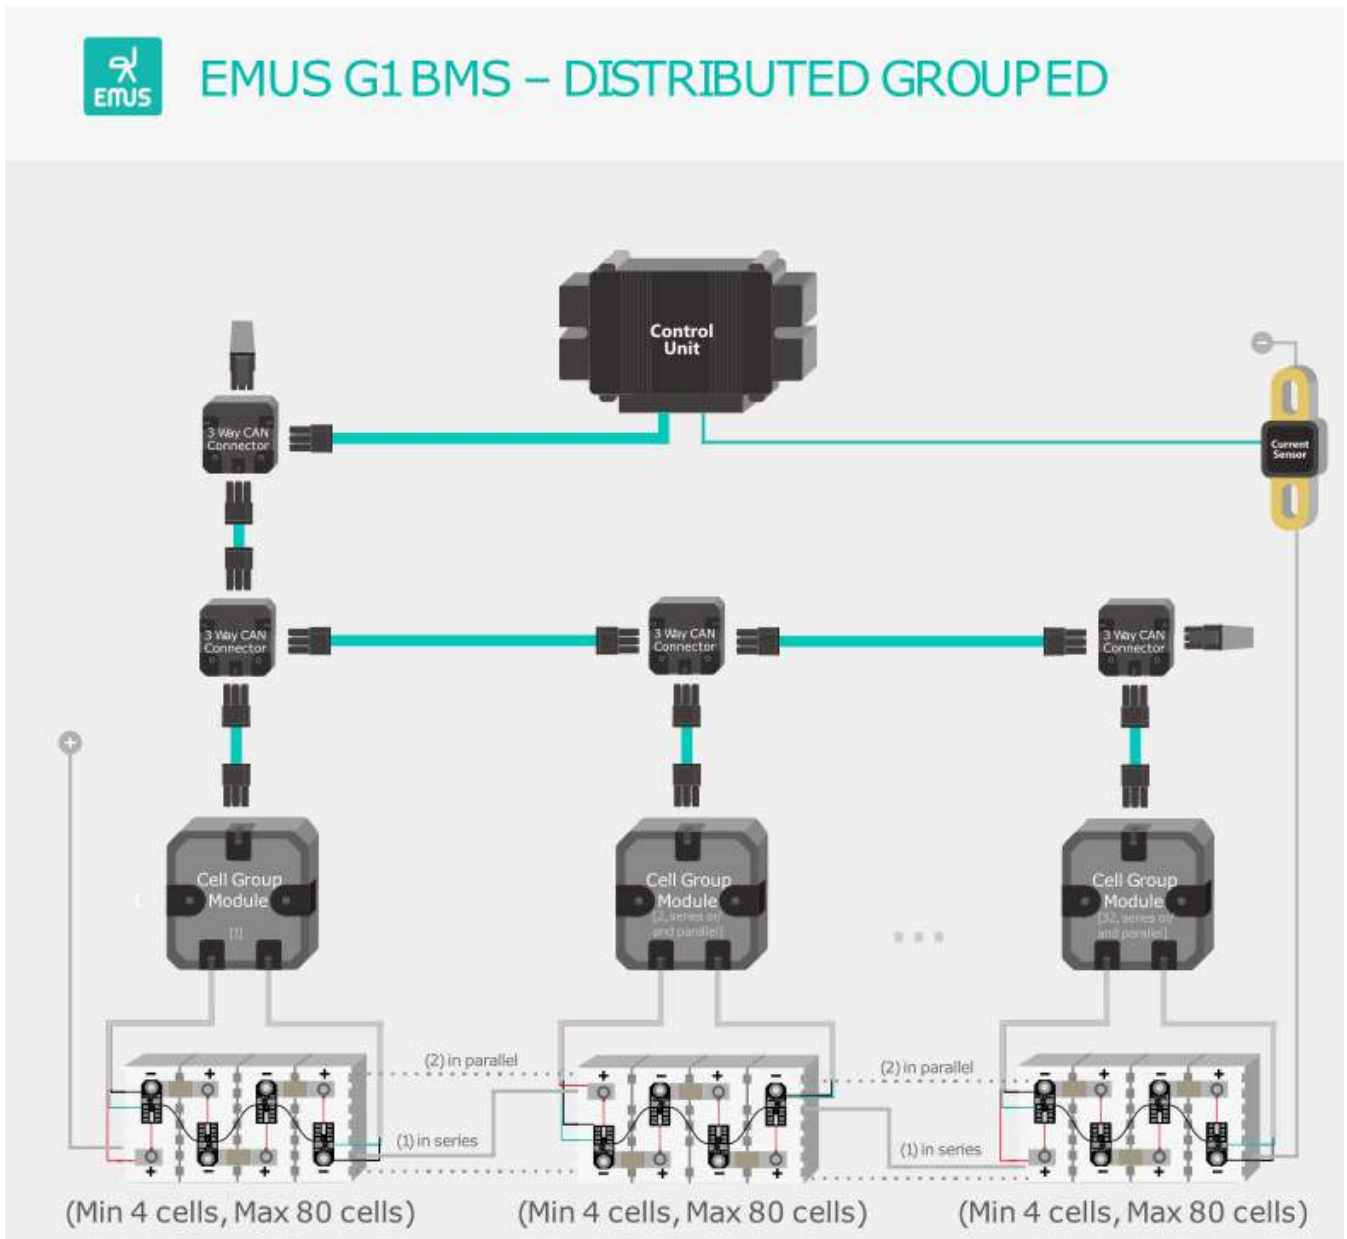 EMUS
EMUS G1 BMS – DISTRIBUTED GROUPED
Control
Unit
3 Way CAN
Connector
Current
Sensor
3 Way CAN
Connector
3 Way CAN
Connector
3 Way CAN
Connector
Cell Group
Module
[1]
Cell Group
Module
[2, series or/
and parallel]
Cell Group
Module
[32, series or/
and parallel]
(2) in parallel
(1) in series
(2) in parallel
(1) in series
(Min 4 cells, Max 80 cells)
(Min 4 cells, Max 80 cells)
(Min 4 cells, Max 80 cells)